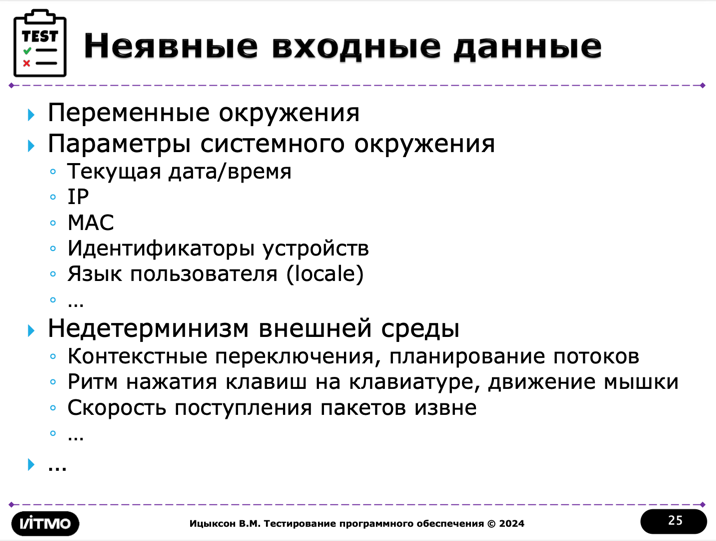 TEST
Неявные входные данные
Переменные окружения
Параметры системного окружения
Текущая дата/время
IP
MAC
Идентификаторы устройств
Язык пользователя (locale)
…
Недетерминизм внешней среды
Контекстные переключения, планирование потоков
Ритм нажатия клавиш на клавиатуре, движение мышки
Скорость поступления пакетов извне
…
…
ИТМО
Ицыксон В.М. Тестирование программного обеспечения © 2024
25